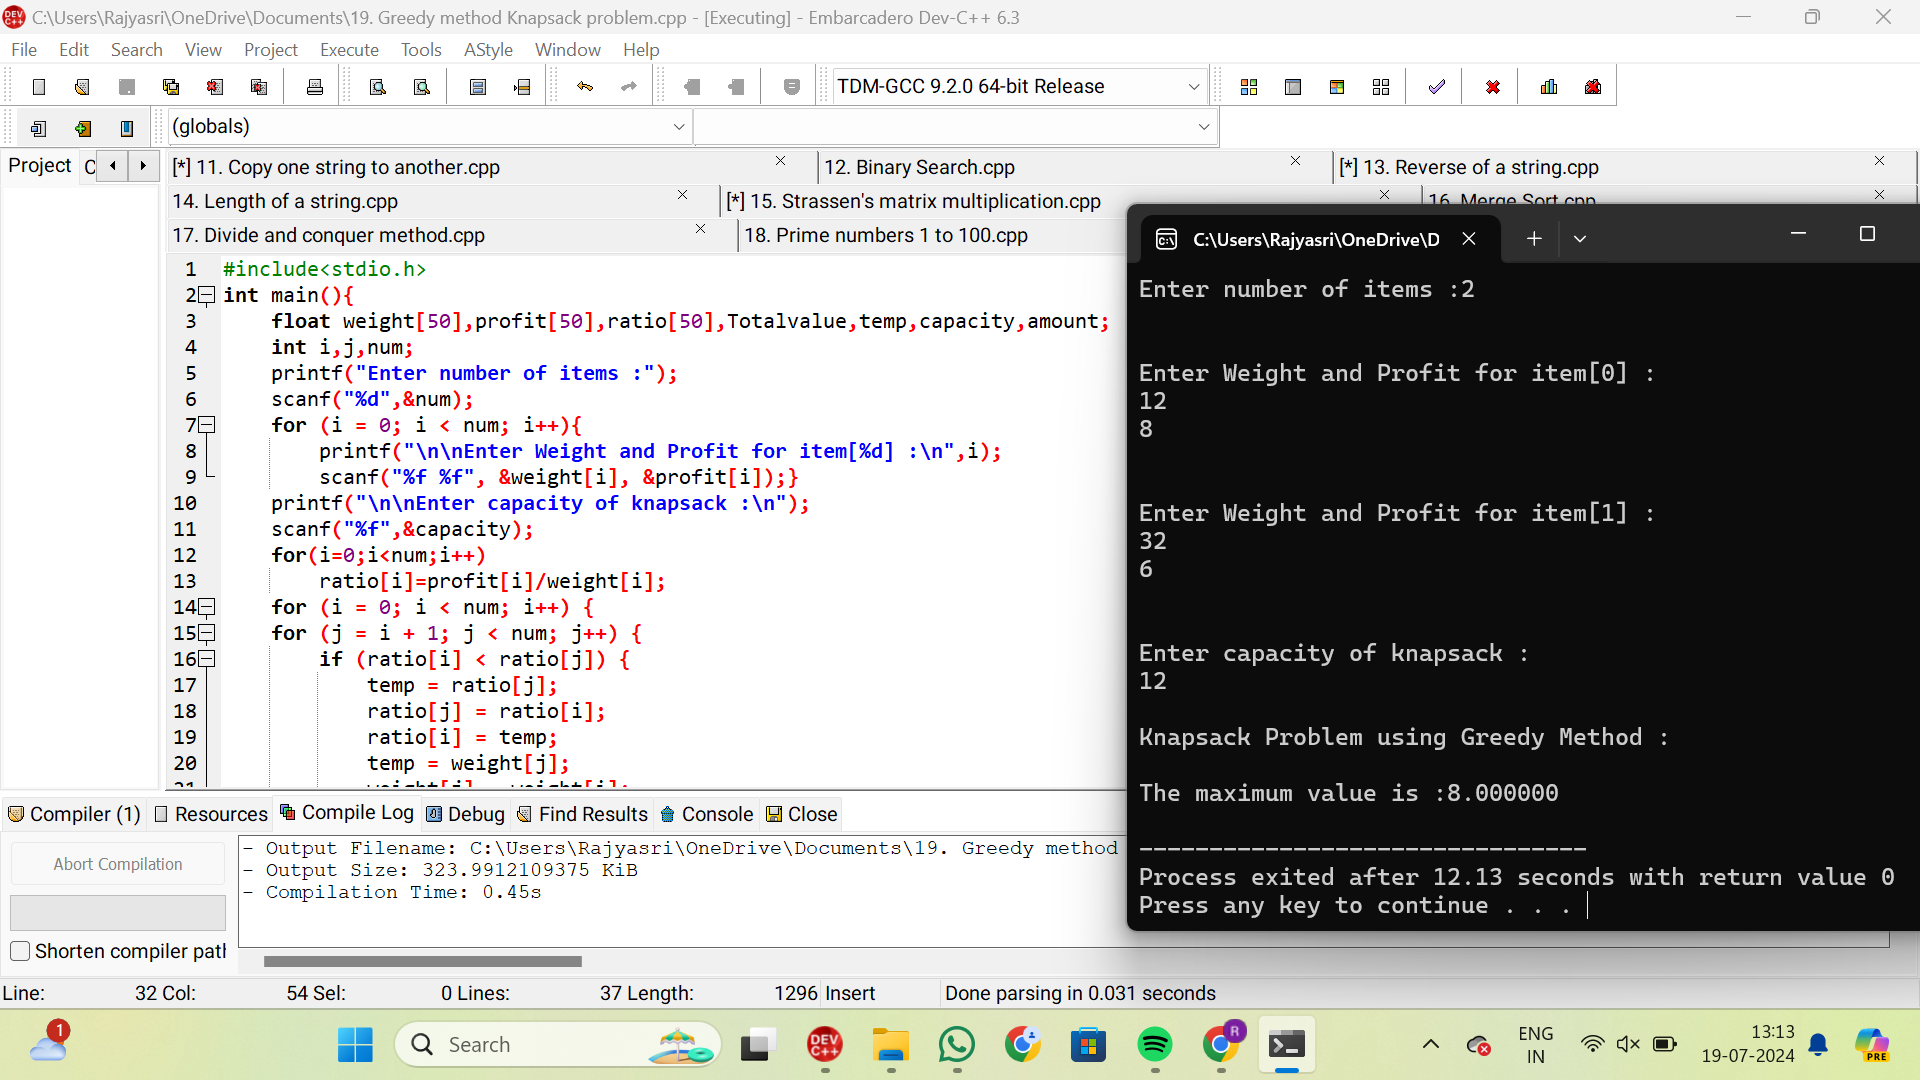 C:\Users\Rajyasri\OneDrive\Documents\19. Greedy method Knapsack problem.cpp - [Executing] - Embarcadero Dev-C++ 6.3
File Edit Search View Project Execute Tools AStyle Window Help
TDM-GCC 9.2.0 64-bit Release
(globals)
Project
[*] 11. Copy one string to another.cpp 12. Binary Search.cpp [*] 13. Reverse of a string.cpp
14. Length of a string.cpp [*] 15. Strassen's matrix multiplication.cpp 16. Merge Sort.cpp
17. Divide and conquer method.cpp 18. Prime numbers 1 to 100.cpp
1 #include<stdio.h>
2 int main(){
3 float weight[50],profit[50],ratio[50],Totalvalue,temp,capacity,amount;
4 int i,j,num;
5 printf("Enter number of items :");
6 scanf("%d",&num);
7 for (i = 0; i < num; i++){
8 printf("\n\nEnter Weight and Profit for item[%d] :\n",i);
9 scanf("%f %f", &weight[i], &profit[i]);}
10 printf("\n\nEnter capacity of knapsack :\n");
11 scanf("%f",&capacity);
12 for(i=0;i<num;i++)
13 ratio[i]=profit[i]/weight[i];
14 for (i = 0; i < num; i++) {
15 for (j = i + 1; j < num; j++) {
16 if (ratio[i] < ratio[j]) {
17 temp = ratio[j];
18 ratio[j] = ratio[i];
19 ratio[i] = temp;
20 temp = weight[j];
C:\Users\Rajyasri\OneDrive\D
Enter number of items :2
Enter Weight and Profit for item[0] :
12
8
Enter Weight and Profit for item[1] :
32
6
Enter capacity of knapsack :
12
Knapsack Problem using Greedy Method :
The maximum value is :8.000000
--------------------------------
Process exited after 12.13 seconds with return value 0
Press any key to continue . . .
Compiler (1) Resources Compile Log Debug Find Results Console Close
Abort Compilation
Shorten compiler pat
- Output Filename: C:\Users\Rajyasri\OneDrive\Documents\19. Greedy method
- Output Size: 323.9912109375 KiB
- Compilation Time: 0.45s
Line: 32 Col: 54 Sel: 0 Lines: 37 Length: 1296 Insert Done parsing in 0.031 seconds
1
Search
DEV C++
R
ENG
IN
13:13
19-07-2024
PRE